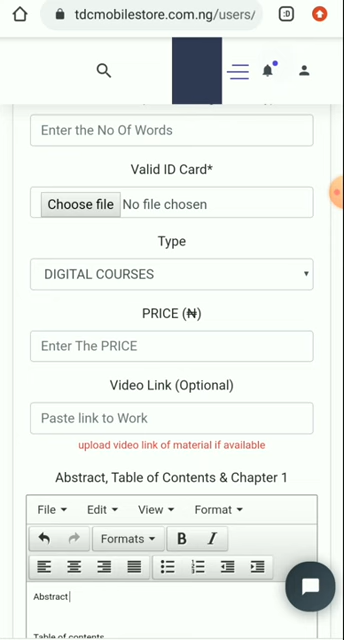 tdcmobilestore.com.ng/users/
:D
Enter the No Of Words
Valid ID Card*
Choose file No file chosen
Type
DIGITAL COURSES
PRICE (₦)
Enter The PRICE
Video Link (Optional)
Paste link to Work
upload video link of material if available
Abstract, Table of Contents & Chapter 1
File Edit View Format
Formats B I
Abstract
Table of contents